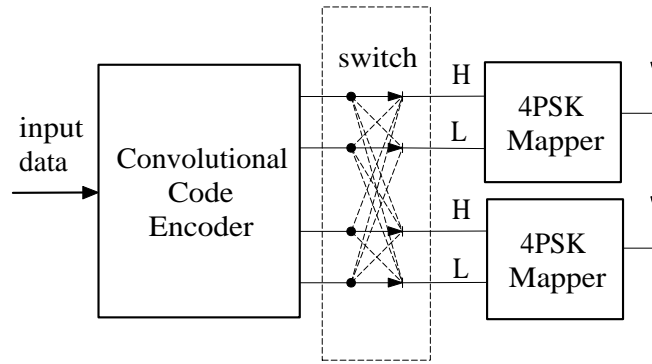 switch
H
L
4PSK
Mapper
input
data
Convolutional
Code
Encoder
H
L
4PSK
Mapper